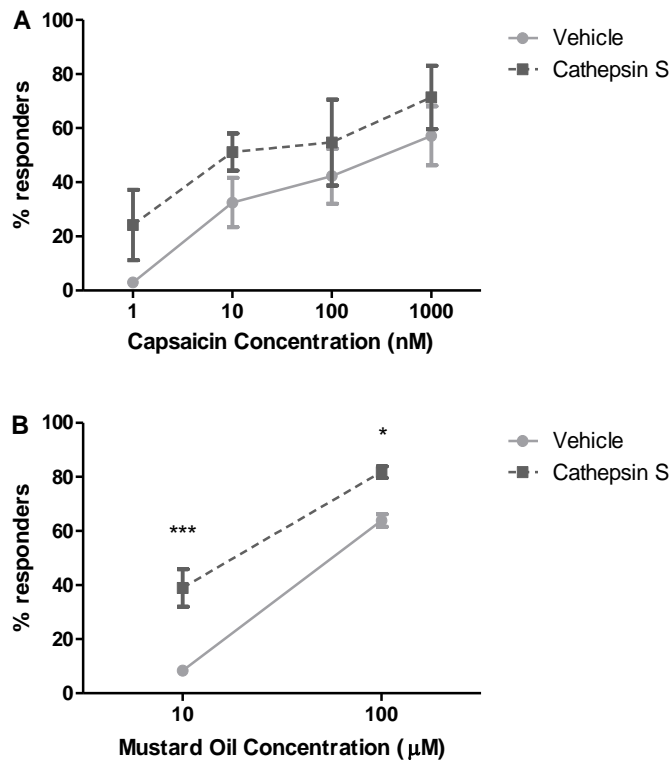 A
100
80
60
40
20
0
% responders
1 10 100 1000
Capsaicin Concentration (nM)
Vehicle
Cathepsin S
B
100
80
60
40
20
0
% responders
***
*
10 100
Mustard Oil Concentration (μM)
Vehicle
Cathepsin S